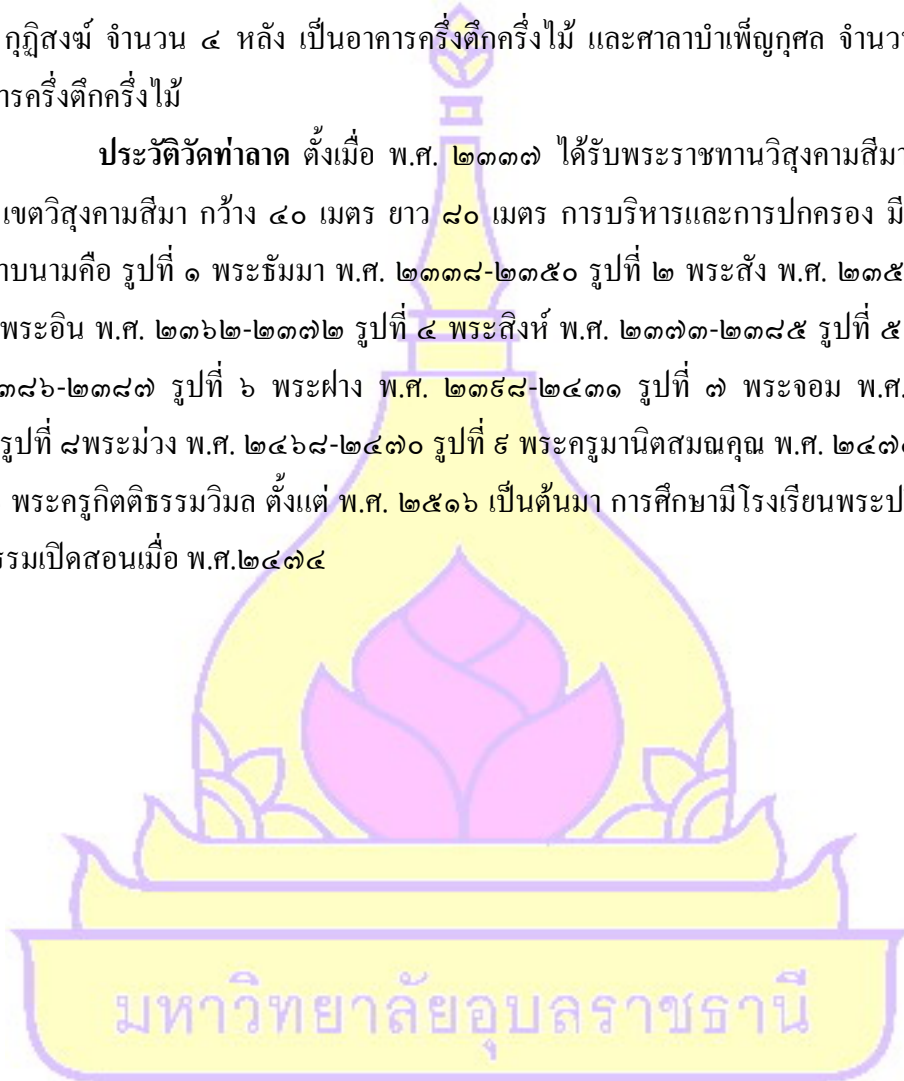 กุฏิสงฆ์ จำนวน ๔ หลัง เป็นอาคารครึ่งตึกครึ่งไม้ และศาลาบำเพ็ญกุศล
ครึ่งตึกครึ่งไม้
ประวัติวัดท่าลาด ตั้งเมื่อ พ.ศ. ๒๓๓๗ ได้รับพระราชทานวิสุงคามสีมา
เขตวิสุงคามสีมา กว้าง ๔๐ เมตร ยาว ๘๐ เมตร การบริหารและการปกครอง มี
าบนามคือ รูปที่ ๑ พระธัมมา พ.ศ. ๒๓๓๘-๒๓๕๐ รูปที่ ๒ พระสัง พ.ศ. ๒๓๕
พระอิน พ.ศ. ๒๓๖๒-๒๓๗๒ รูปที่ ๔ พระสิงห์ พ.ศ. ๒๓๗๓-๒๓๘๕ รูปที่ ๕
๓๘๖-๒๓๘๗ รูปที่ ๖ พระฝาง พ.ศ. ๒๓๙๘-๒๔๓๑ รูปที่ ๗ พระจอม พ.ศ.
รูปที่ ๘พระม่วง พ.ศ. ๒๔๖๘-๒๔๗๐ รูปที่ ๙ พระครูมานิตสมณคุณ พ.ศ. ๒๔๗
พระครูกิตติธรรมวิมล ตั้งแต่ พ.ศ. ๒๕๑๖ เป็นต้นมา การศึกษามีโรงเรียนพระป
รรมเปิดสอนเมื่อ พ.ศ.๒๔๗๔
มหาวิทยาลัยอุบลราชธานี